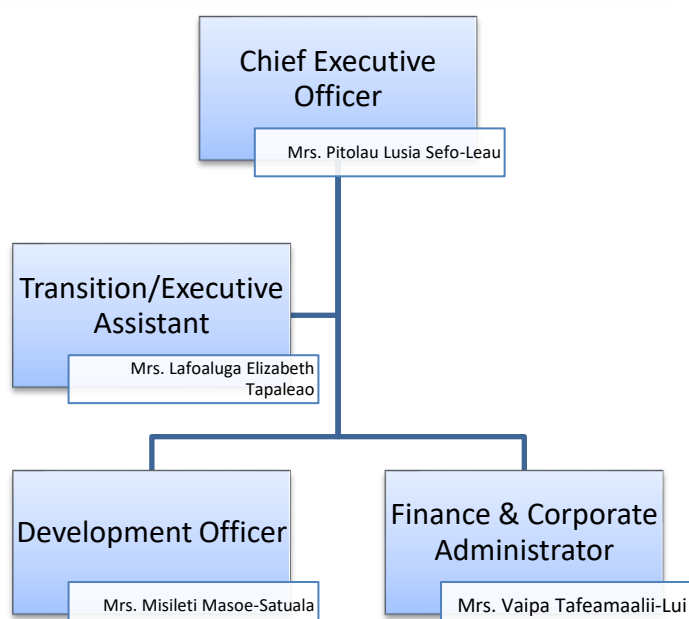 Chief Executive
Officer
Mrs. Pitolau Lusia Sefo-Leau
Transition/Executive
Assistant
Mrs. Lafoaluga Elizabeth
Tapaleao
Development Officer
Mrs. Misileti Masoe-Satuala
Finance & Corporate
Administrator
Mrs. Vaipa Tafeamaalii-Lui